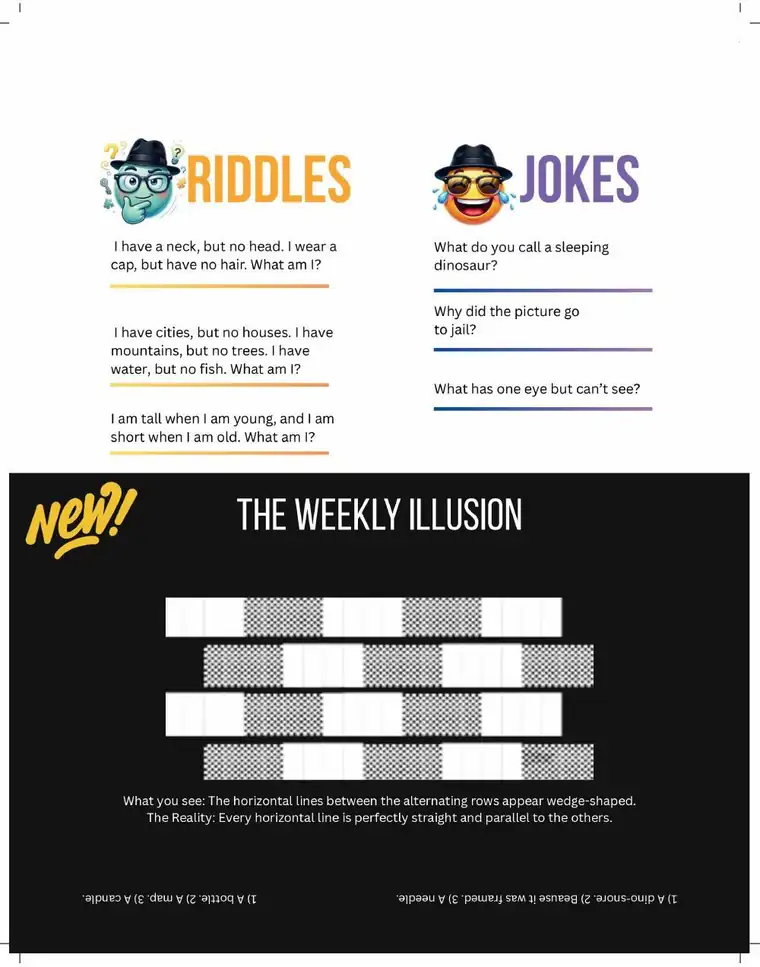 RIDDLES
I have a neck, but no head. I wear a
cap, but have no hair. What am I?
I have cities, but no houses. I have
mountains, but no trees. I have
water, but no fish. What am I?
I am tall when I am young, and I am
short when I am old. What am I?
JOKES
What do you call a sleeping
dinosaur?
Why did the picture go
to jail?
What has one eye but can't see?
New!
THE WEEKLY ILLUSION
What you see: The horizontal lines between the alternating rows appear wedge-shaped.
The Reality: Every horizontal line is perfectly straight and parallel to the others.
1) A bottle. 2) A map. 3) A candle.
1) A dino-snore. 2) Beause it was framed. 3) A needle.